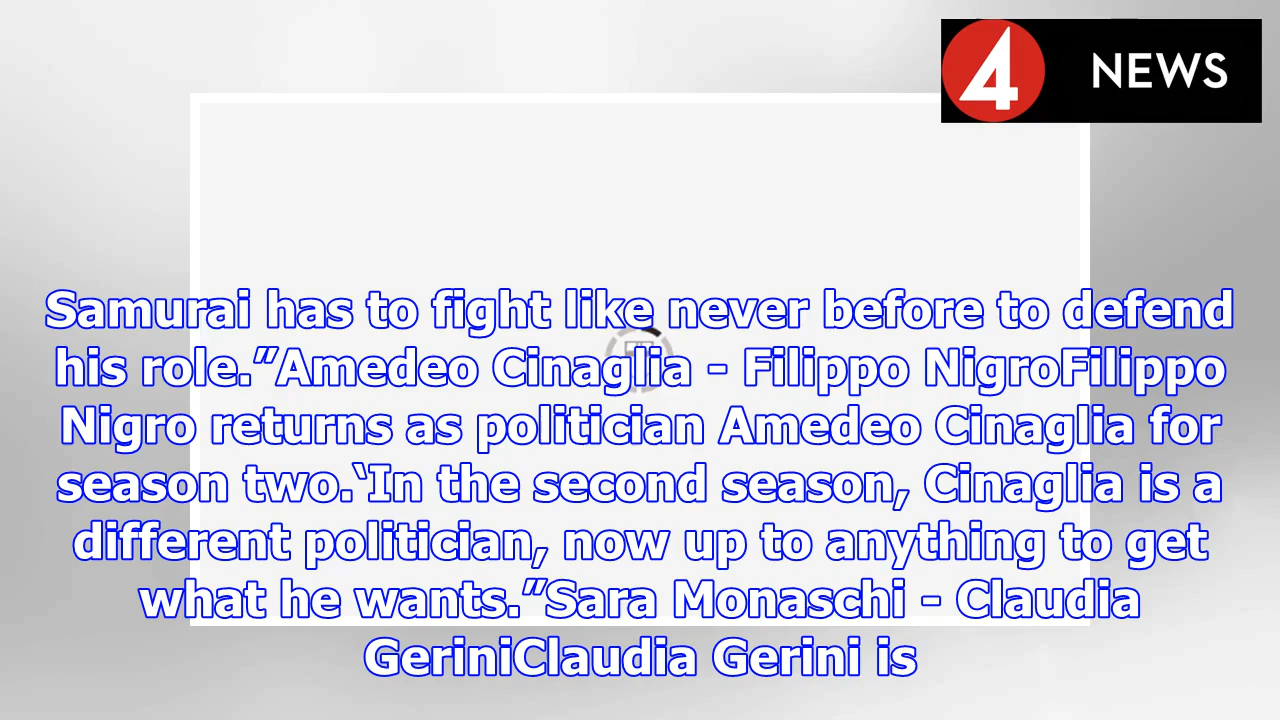 4 NEWS
Samurai has to fight like never before to defend
his role.”Amedeo Cinaglia - Filippo NigroFilippo
Nigro returns as politician Amedeo Cinaglia for
season two.‘In the second season, Cinaglia is a
different politician, now up to anything to get
what he wants.”Sara Monaschi - Claudia
GeriniClaudia Gerini is